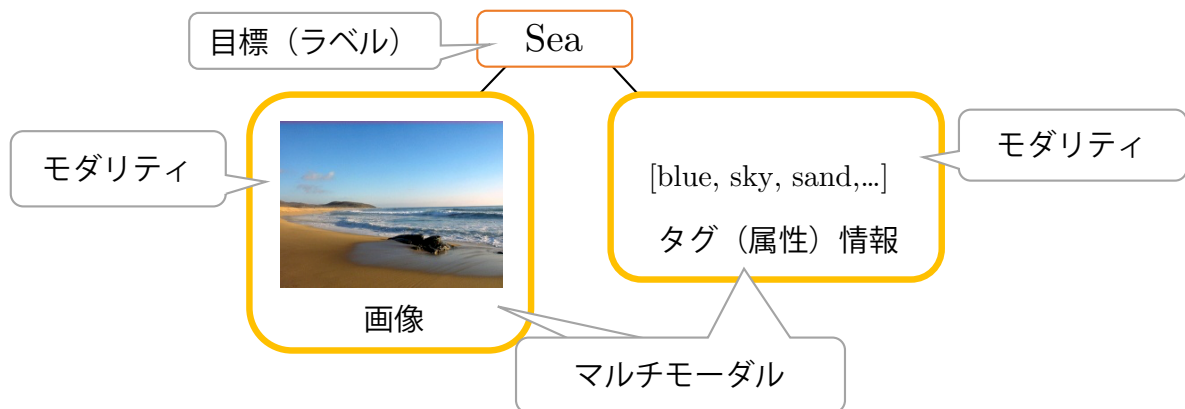 目標（ラベル）
Sea
モダリティ
モダリティ
[blue, sky, sand,…]
タグ（属性）情報
画像
マルチモーダル